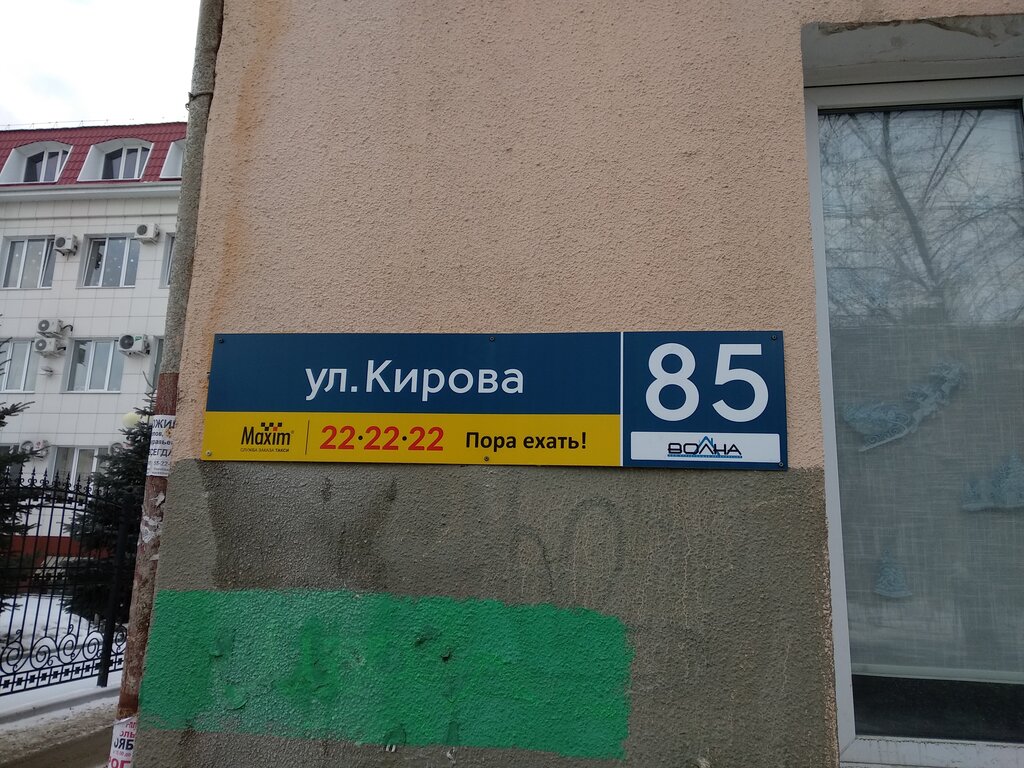 ул. Кирова
85
Maxim
СЛУЖБА ЗАКАЗА ТАКСИ
22·22·22
Пора ехать!
ВОЛНА